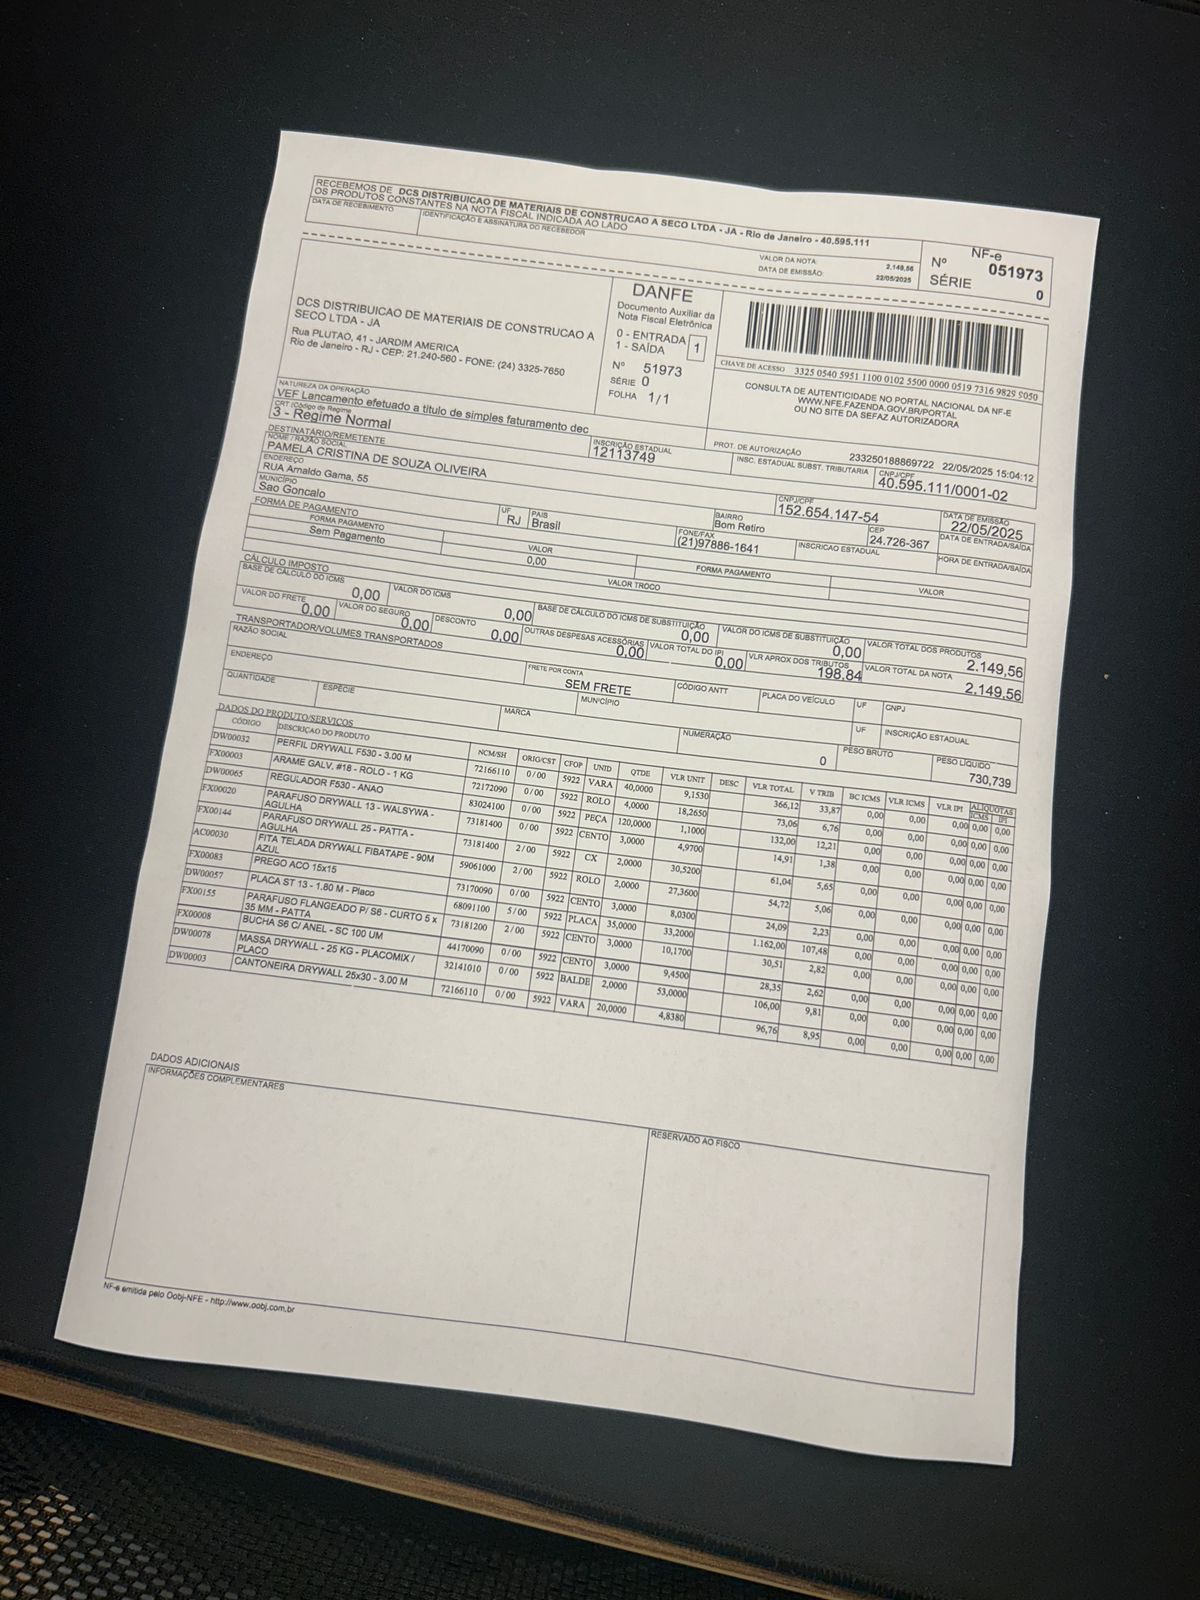 RECEBEMOS DE DCS DISTRIBUICAO DE MATERIAIS DE CONSTRUCAO A SECO LTDA - JA - Rio de Janeiro - 40.595.111
OS PRODUTOS CONSTANTES NA NOTA FISCAL INDICADA AO LADO
DATA DE RECEBIMENTO
IDENTIFICAÇÃO E ASSINATURA DO RECEBEDOR
VALOR DA NOTA: 2.149,56
DATA DE EMISSÃO: 22/05/2025
NF-e
Nº 051973
SÉRIE 0
DCS DISTRIBUICAO DE MATERIAIS DE CONSTRUCAO A
SECO LTDA - JA
Rua PLUTAO, 41 - JARDIM AMERICA
Rio de Janeiro - RJ - CEP: 21.240-560 - FONE: (24) 3325-7650
DANFE
Documento Auxiliar da
Nota Fiscal Eletrônica
0 - ENTRADA
1 - SAÍDA 1
Nº 51973
SÉRIE 0
FOLHA 1/1
CHAVE DE ACESSO 3325 0540 5951 1100 0102 5500 0000 0519 7316 9829 5050
CONSULTA DE AUTENTICIDADE NO PORTAL NACIONAL DA NF-E
WWW.NFE.FAZENDA.GOV.BR/PORTAL
OU NO SITE DA SEFAZ AUTORIZADORA
NATUREZA DA OPERAÇÃO
VEF Lancamento efetuado a título de simples faturamento dec
PROT. DE AUTORIZAÇÃO 233250188869722 22/05/2025 15:04:12
CRT (Código de Regime
3 - Regime Normal
INSCRIÇÃO ESTADUAL
12113749
INSC. ESTADUAL SUBST. TRIBUTARIA
CNPJ/CPF
40.595.111/0001-02
DESTINATÁRIO/REMETENTE
NOME / RAZÃO SOCIAL
PAMELA CRISTINA DE SOUZA OLIVEIRA
CNPJ/CPF
152.654.147-54
DATA DE EMISSÃO
22/05/2025
ENDEREÇO
RUA Arnaldo Gama, 55
BAIRRO
Bom Retiro
CEP
24.726-367
DATA DE ENTRADA/SAÍDA
MUNICÍPIO
Sao Goncalo
UF
RJ
PAIS
Brasil
FONE/FAX
(21)97886-1641
INSCRICAO ESTADUAL
HORA DE ENTRADA/SAÍDA
FORMA DE PAGAMENTO
FORMA PAGAMENTO VALOR FORMA PAGAMENTO VALOR
Sem Pagamento 0,00
VALOR TROCO
CÁLCULO IMPOSTO
BASE DE CÁLCULO DO ICMS 0,00
VALOR DO ICMS 0,00
BASE DE CÁLCULO DO ICMS DE SUBSTITUIÇÃO 0,00
VALOR DO ICMS DE SUBSTITUIÇÃO 0,00
VALOR TOTAL DOS PRODUTOS 2.149,56
VALOR DO FRETE 0,00
VALOR DO SEGURO 0,00
DESCONTO 0,00
OUTRAS DESPESAS ACESSÓRIAS 0,00
VALOR TOTAL DO IPI 0,00
VLR APROX DOS TRIBUTOS 198,84
VALOR TOTAL DA NOTA 2.149,56
TRANSPORTADOR/VOLUMES TRANSPORTADOS
RAZÃO SOCIAL
FRETE POR CONTA
SEM FRETE
CÓDIGO ANTT
PLACA DO VEÍCULO
UF
CNPJ
ENDEREÇO
MUNICÍPIO
UF
INSCRIÇÃO ESTADUAL
QUANTIDADE
ESPÉCIE
MARCA
NUMERAÇÃO
0
PESO BRUTO
PESO LÍQUIDO
730,739
DADOS DO PRODUTO/SERVICOS
CÓDIGO DESCRIÇAO DO PRODUTO NCM/SH ORIG/CST CFOP UNID QTDE VLR UNIT DESC VLR TOTAL V TRIB BC ICMS VLR ICMS VLR IPI ALÍQUOTAS ICMS IPI
DW00032 PERFIL DRYWALL F530 - 3.00 M 72166110 0/00 5922 VARA 40,0000 9,1530 366,12 33,87 0,00 0,00 0,00 0,00 0,00
FX00003 ARAME GALV. #18 - ROLO - 1 KG 72172090 0/00 5922 ROLO 4,0000 18,2650 73,06 6,76 0,00 0,00 0,00 0,00 0,00
DW00065 REGULADOR F530 - ANAO 83024100 0/00 5922 PEÇA 120,0000 1,1000 132,00 12,21 0,00 0,00 0,00 0,00 0,00
FX00020 PARAFUSO DRYWALL 13 - WALSYWA - 73181400 0/00 5922 CENTO 3,0000 4,9700 14,91 1,38 0,00 0,00 0,00 0,00 0,00
AGULHA
FX00144 PARAFUSO DRYWALL 25 - PATTA - 73181400 2/00 5922 CX 2,0000 30,5200 61,04 5,65 0,00 0,00 0,00 0,00 0,00
AGULHA
AC00030 FITA TELADA DRYWALL FIBATAPE - 90M 59061000 2/00 5922 ROLO 2,0000 27,3600 54,72 5,06 0,00 0,00 0,00 0,00 0,00
AZUL
FX00083 PREGO ACO 15x15 73170090 0/00 5922 CENTO 3,0000 8,0300 24,09 2,23 0,00 0,00 0,00 0,00 0,00
DW00057 PLACA ST 13 - 1.80 M - Placo 68091100 5/00 5922 PLACA 35,0000 33,2000 1.162,00 107,48 0,00 0,00 0,00 0,00 0,00
FX00155 PARAFUSO FLANGEADO P/ S6 - CURTO 5 x 73181200 2/00 5922 CENTO 3,0000 10,1700 30,51 2,82 0,00 0,00 0,00 0,00 0,00
35 MM - PATTA
FX00008 BUCHA S6 C/ ANEL - SC 100 UM 44170090 0/00 5922 CENTO 3,0000 9,4500 28,35 2,62 0,00 0,00 0,00 0,00 0,00
DW00078 MASSA DRYWALL - 25 KG - PLACOMIX / 32141010 0/00 5922 BALDE 2,0000 53,0000 106,00 9,81 0,00 0,00 0,00 0,00 0,00
PLACO
DW00003 CANTONEIRA DRYWALL 25x30 - 3.00 M 72166110 0/00 5922 VARA 20,0000 4,8380 96,76 8,95 0,00 0,00 0,00 0,00 0,00
DADOS ADICIONAIS
INFORMAÇÕES COMPLEMENTARES
RESERVADO AO FISCO
NF-e emitida pelo Oobj-NFE - http://www.oobj.com.br